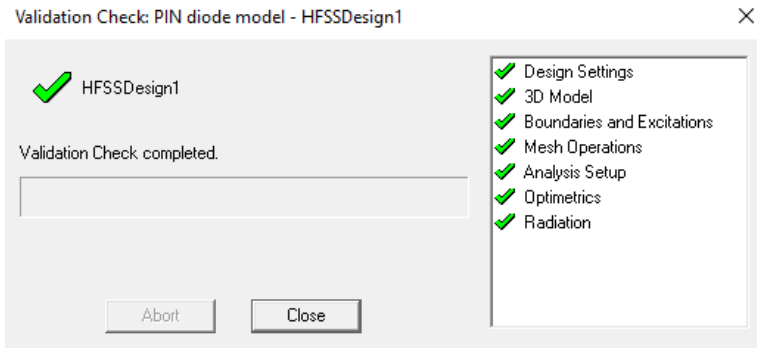 Validation Check: PIN diode model - HFSSDesign1
HFSSDesign1
Validation Check completed.
Abort
Close
Design Settings
3D Model
Boundaries and Excitations
Mesh Operations
Analysis Setup
Optimetrics
Radiation